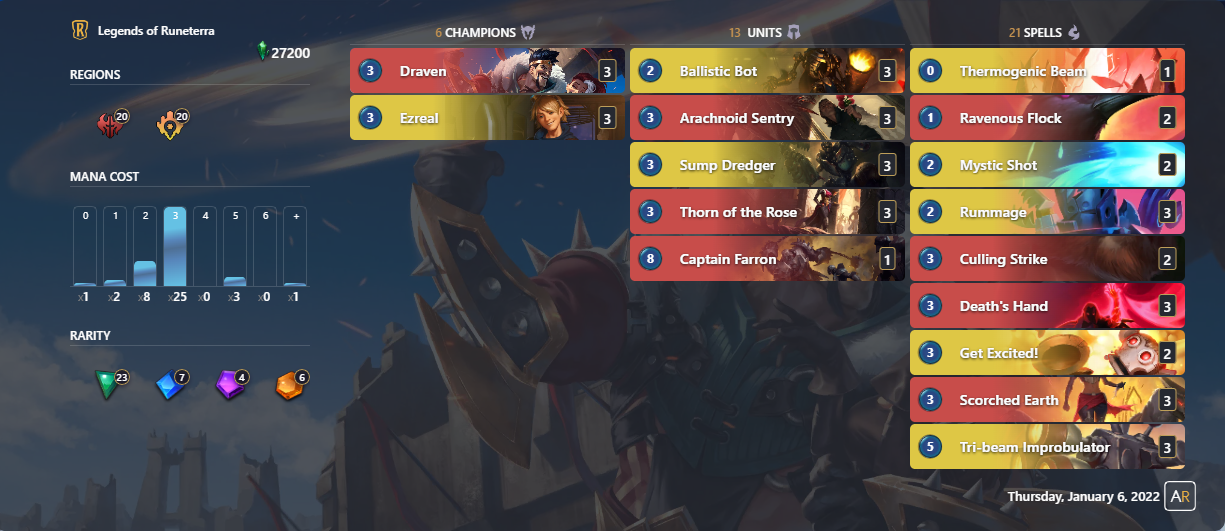 R Legends of Runeterra
27200
REGIONS
20 20
MANA COST
0 1 2 3 4 5 6 +
x1 x2 x8 x25 x0 x3 x0 x1
RARITY
23 7 4 6
6 CHAMPIONS
3 Draven 3
3 Ezreal 3
13 UNITS
2 Ballistic Bot 3
3 Arachnoid Sentry 3
3 Sump Dredger 3
3 Thorn of the Rose 3
8 Captain Farron 1
21 SPELLS
0 Thermogenic Beam 1
1 Ravenous Flock 2
2 Mystic Shot 2
2 Rummage 3
3 Culling Strike 2
3 Death's Hand 3
3 Get Excited! 2
3 Scorched Earth 3
5 Tri-beam Improbulator 3
Thursday, January 6, 2022 AR